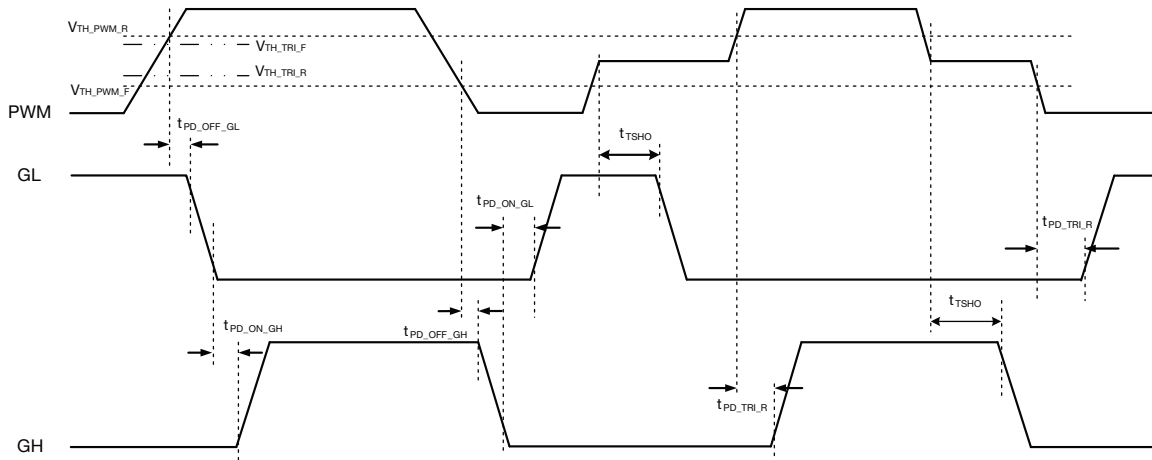 VTH_PWM_R
VTH_TRI_F
VTH_TRI_R
VTH_PWM_F
PWM
tPD_OFF_GL
tTSHO
GL
tPD_ON_GL
tPD_TRI_R
tTSHO
tPD_ON_GH
tPD_OFF_GH
tPD_TRI_R
GH